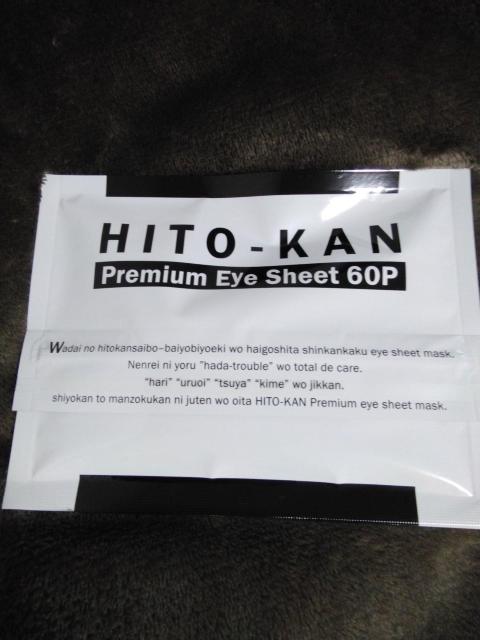 HITO-KAN
Premium Eye Sheet 60P
Wadai no hitokansaibo-baiyobiyoeki wo haigoshita shinkankaku eye sheet mask.
Nenrei ni yoru "hada-trouble" wo total de care.
"hari" "uruoi" "tsuya" "kime" wo jikkan.
shiyokan to manzokukan ni juten wo oita HITO-KAN Premium eye sheet mask.